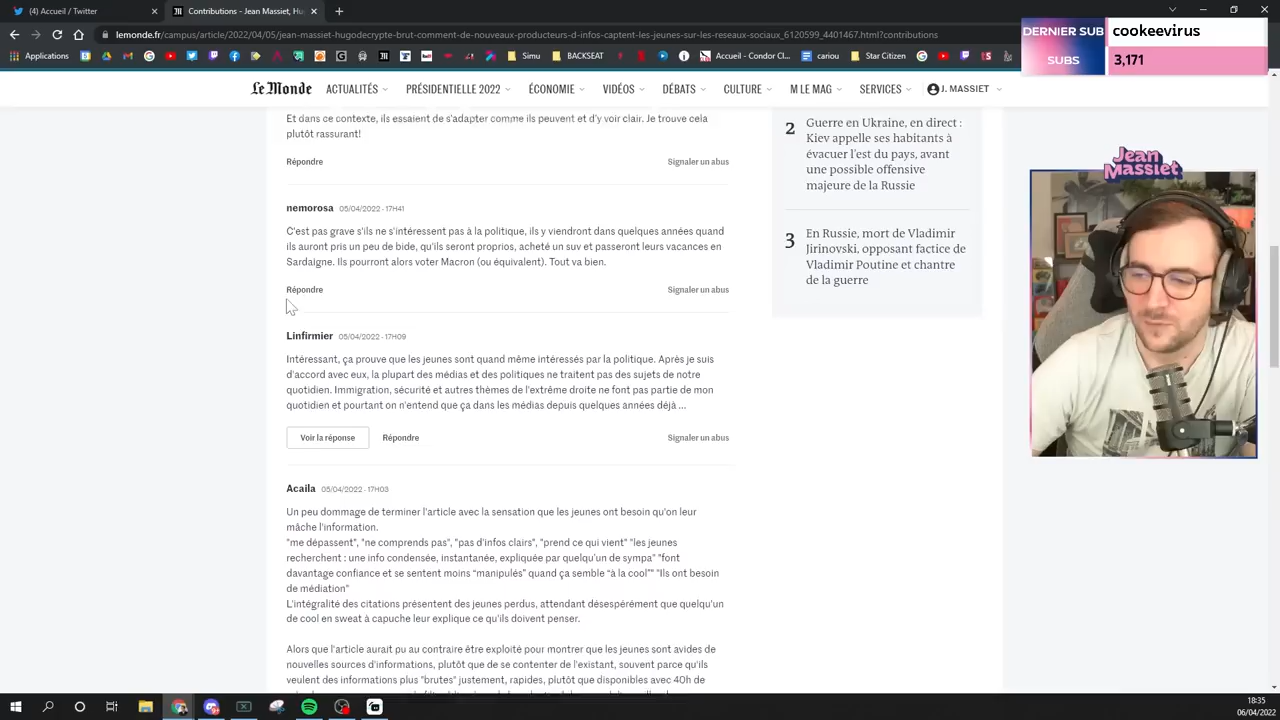 (4) Accueil / Twitter
Contributions – Jean Massiet, Hu
lemonde.fr/campus/article/2022/04/05/jean-massiet-hugodecrypte-brut-comment-de-nouveaux-producteurs-d-infos-captent-les-jeunes-sur-les-reseaux-sociaux_6120599_4401467.html?contributions
DERNIER SUB
cookeevirus
SUBS
3,171
Applications
Simu
BACKSEAT
Accueil - Condor Cl...
cariou
Star Citizen
Le Monde
ACTUALITÉS
PRÉSIDENTIELLE 2022
ÉCONOMIE
VIDÉOS
DÉBATS
CULTURE
M LE MAG
SERVICES
J. MASSIET
Et dans ce contexte, ils essaient de s'adapter comme ils peuvent et d'y voir clair. Je trouve cela
plutôt rassurant!
Répondre
Signaler un abus
nemorosa 05/04/2022 - 17H41
C'est pas grave s'ils ne s'intéressent pas à la politique, ils y viendront dans quelques années quand
ils auront pris un peu de bide, qu'ils seront proprios, acheté un suv et passeront leurs vacances en
Sardaigne. Ils pourront alors voter Macron (ou équivalent). Tout va bien.
Répondre
Signaler un abus
Linfirmier 05/04/2022 - 17H09
Intéressant, ça prouve que les jeunes sont quand même intéressés par la politique. Après je suis
d'accord avec eux, la plupart des médias et des politiques ne traitent pas des sujets de notre
quotidien. Immigration, sécurité et autres thèmes de l'extrême droite ne font pas partie de mon
quotidien et pourtant on n'entend que ça dans les médias depuis quelques années déjà ...
Voir la réponse
Répondre
Signaler un abus
Acaila 05/04/2022 - 17H03
Un peu dommage de terminer l'article avec la sensation que les jeunes ont besoin qu'on leur
mâche l'information.
"me dépassent", "ne comprends pas", "pas d'infos clairs", "prend ce qui vient" "les jeunes
recherchent : une info condensée, instantanée, expliquée par quelqu'un de sympa" "font
davantage confiance et se sentent moins “manipulés” quand ça semble “à la cool”" "Ils ont besoin
de médiation"
L'intégralité des citations présentent des jeunes perdus, attendant désespérément que quelqu'un
de cool en sweat à capuche leur explique ce qu'ils doivent penser.
Alors que l'article aurait pu au contraire être exploité pour montrer que les jeunes sont avides de
nouvelles sources d'informations, plutôt que de se contenter de l'existant, souvent parce qu'ils
veulent des informations plus "brutes" justement, rapides, plutôt que disponibles avec 40h de
2
Guerre en Ukraine, en direct :
Kiev appelle ses habitants à
évacuer l'est du pays, avant
une possible offensive
majeure de la Russie
3
En Russie, mort de Vladimir
Jirinovski, opposant factice de
Vladimir Poutine et chantre
de la guerre
Jean
Massiet
18:35
06/04/2022